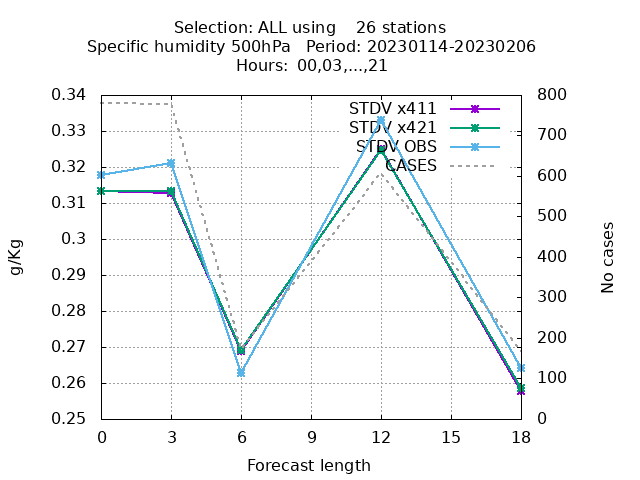 Selection: ALL using    26 stations
Specific humidity 500hPa   Period: 20230114-20230206
Hours: 00,03,...,21
STDV x411
STDV x421
STDV OBS
CASES
0.34
0.33
0.32
0.31
0.3
0.29
0.28
0.27
0.26
0.25
800
700
600
500
400
300
200
100
0
g/Kg
No cases
0 3 6 9 12 15 18
Forecast length